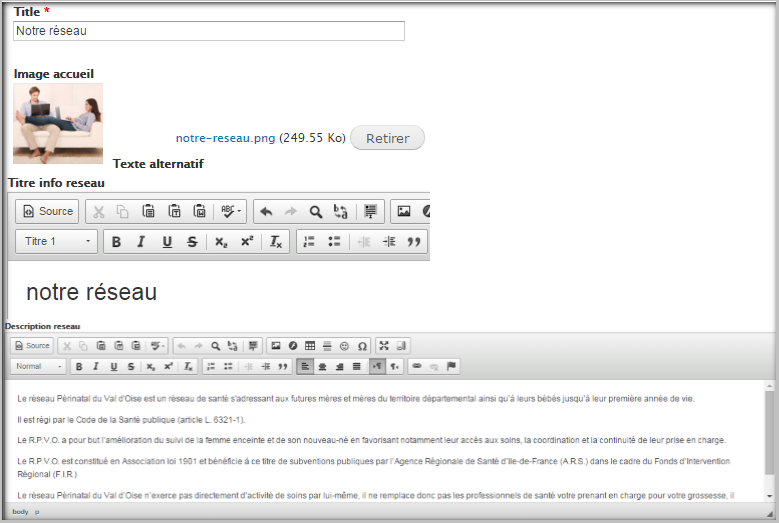 Title *
Notre réseau
Image accueil
notre-reseau.png (249.55 Ko) Retirer
Texte alternatif
Titre info reseau
Source ABC
Titre 1 B I U S x₂ x² Tx
notre réseau
Description reseau
Source ABC Ω
Normal B I U S x₂ x² Tx
Le réseau Périnatal du Val d'Oise est un réseau de santé s'adressant aux futures mères et mères du territoire départemental ainsi qu'à leurs bébés jusqu'à leur première année de vie.
Il est régi par le Code de la Santé publique (article L. 6321-1).
Le R.P.V.O. a pour but l'amélioration du suivi de la femme enceinte et de son nouveau-né en favorisant notamment leur accès aux soins, la coordination et la continuité de leur prise en charge.
Le R.P.V.O. est constitué en Association loi 1901 et bénéficie à ce titre de subventions publiques par l'Agence Régionale de Santé d'Ile-de-France (A.R.S.) dans le cadre du Fonds d'Intervention
Régional (F.I.R.)
Le réseau Périnatal du Val d'Oise n'exerce pas directement d'activité de soins par lui-même, il ne remplace donc pas les professionnels de santé votre prenant en charge pour votre grossesse, il
body p